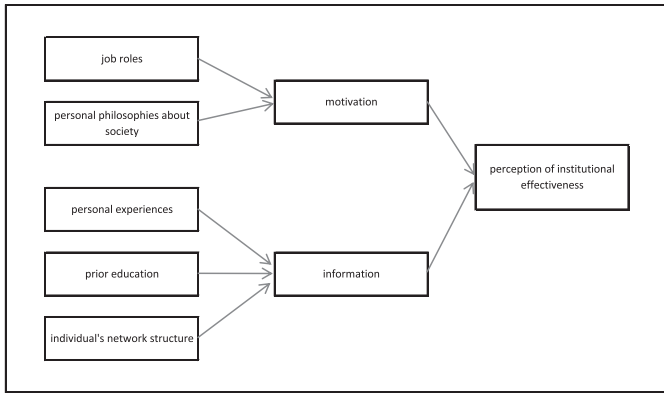 job roles
personal philosophies about
society
personal experiences
prior education
individual's network structure
motivation
information
perception of institutional
effectiveness